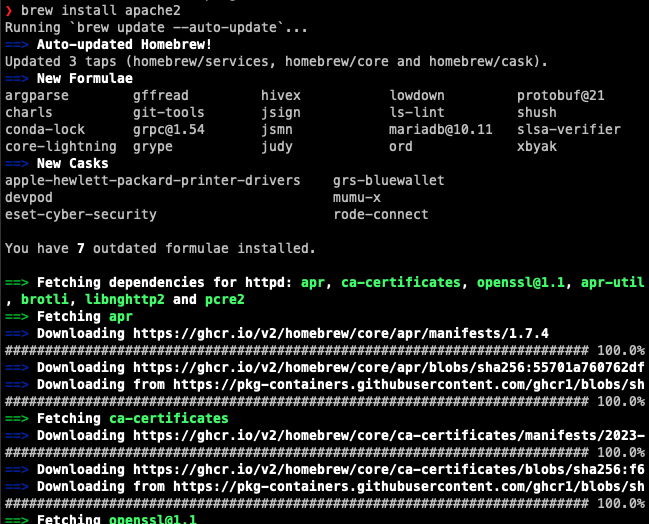 ❯ brew install apache2
Running `brew update --auto-update`...
==> Auto-updated Homebrew!
Updated 3 taps (homebrew/services, homebrew/core and homebrew/cask).
==> New Formulae
argparse gffread hivex lowdown protobuf@21
charls git-tools jsign ls-lint shush
conda-lock grpc@1.54 jsmn mariadb@10.11 slsa-verifier
core-lightning grype judy ord xbyak
==> New Casks
apple-hewlett-packard-printer-drivers grs-bluewallet
devpod mumu-x
eset-cyber-security rode-connect
You have 7 outdated formulae installed.
==> Fetching dependencies for httpd: apr, ca-certificates, openssl@1.1, apr-util
, brotli, libnghttp2 and pcre2
==> Fetching apr
==> Downloading https://ghcr.io/v2/homebrew/core/apr/manifests/1.7.4
######################################################################### 100.0%
==> Downloading https://ghcr.io/v2/homebrew/core/apr/blobs/sha256:55701a760762df
==> Downloading from https://pkg-containers.githubusercontent.com/ghcr1/blobs/sh
######################################################################### 100.0%
==> Fetching ca-certificates
==> Downloading https://ghcr.io/v2/homebrew/core/ca-certificates/manifests/2023-
######################################################################### 100.0%
==> Downloading https://ghcr.io/v2/homebrew/core/ca-certificates/blobs/sha256:f6
==> Downloading from https://pkg-containers.githubusercontent.com/ghcr1/blobs/sh
######################################################################### 100.0%
==> Fetching openssl@1.1